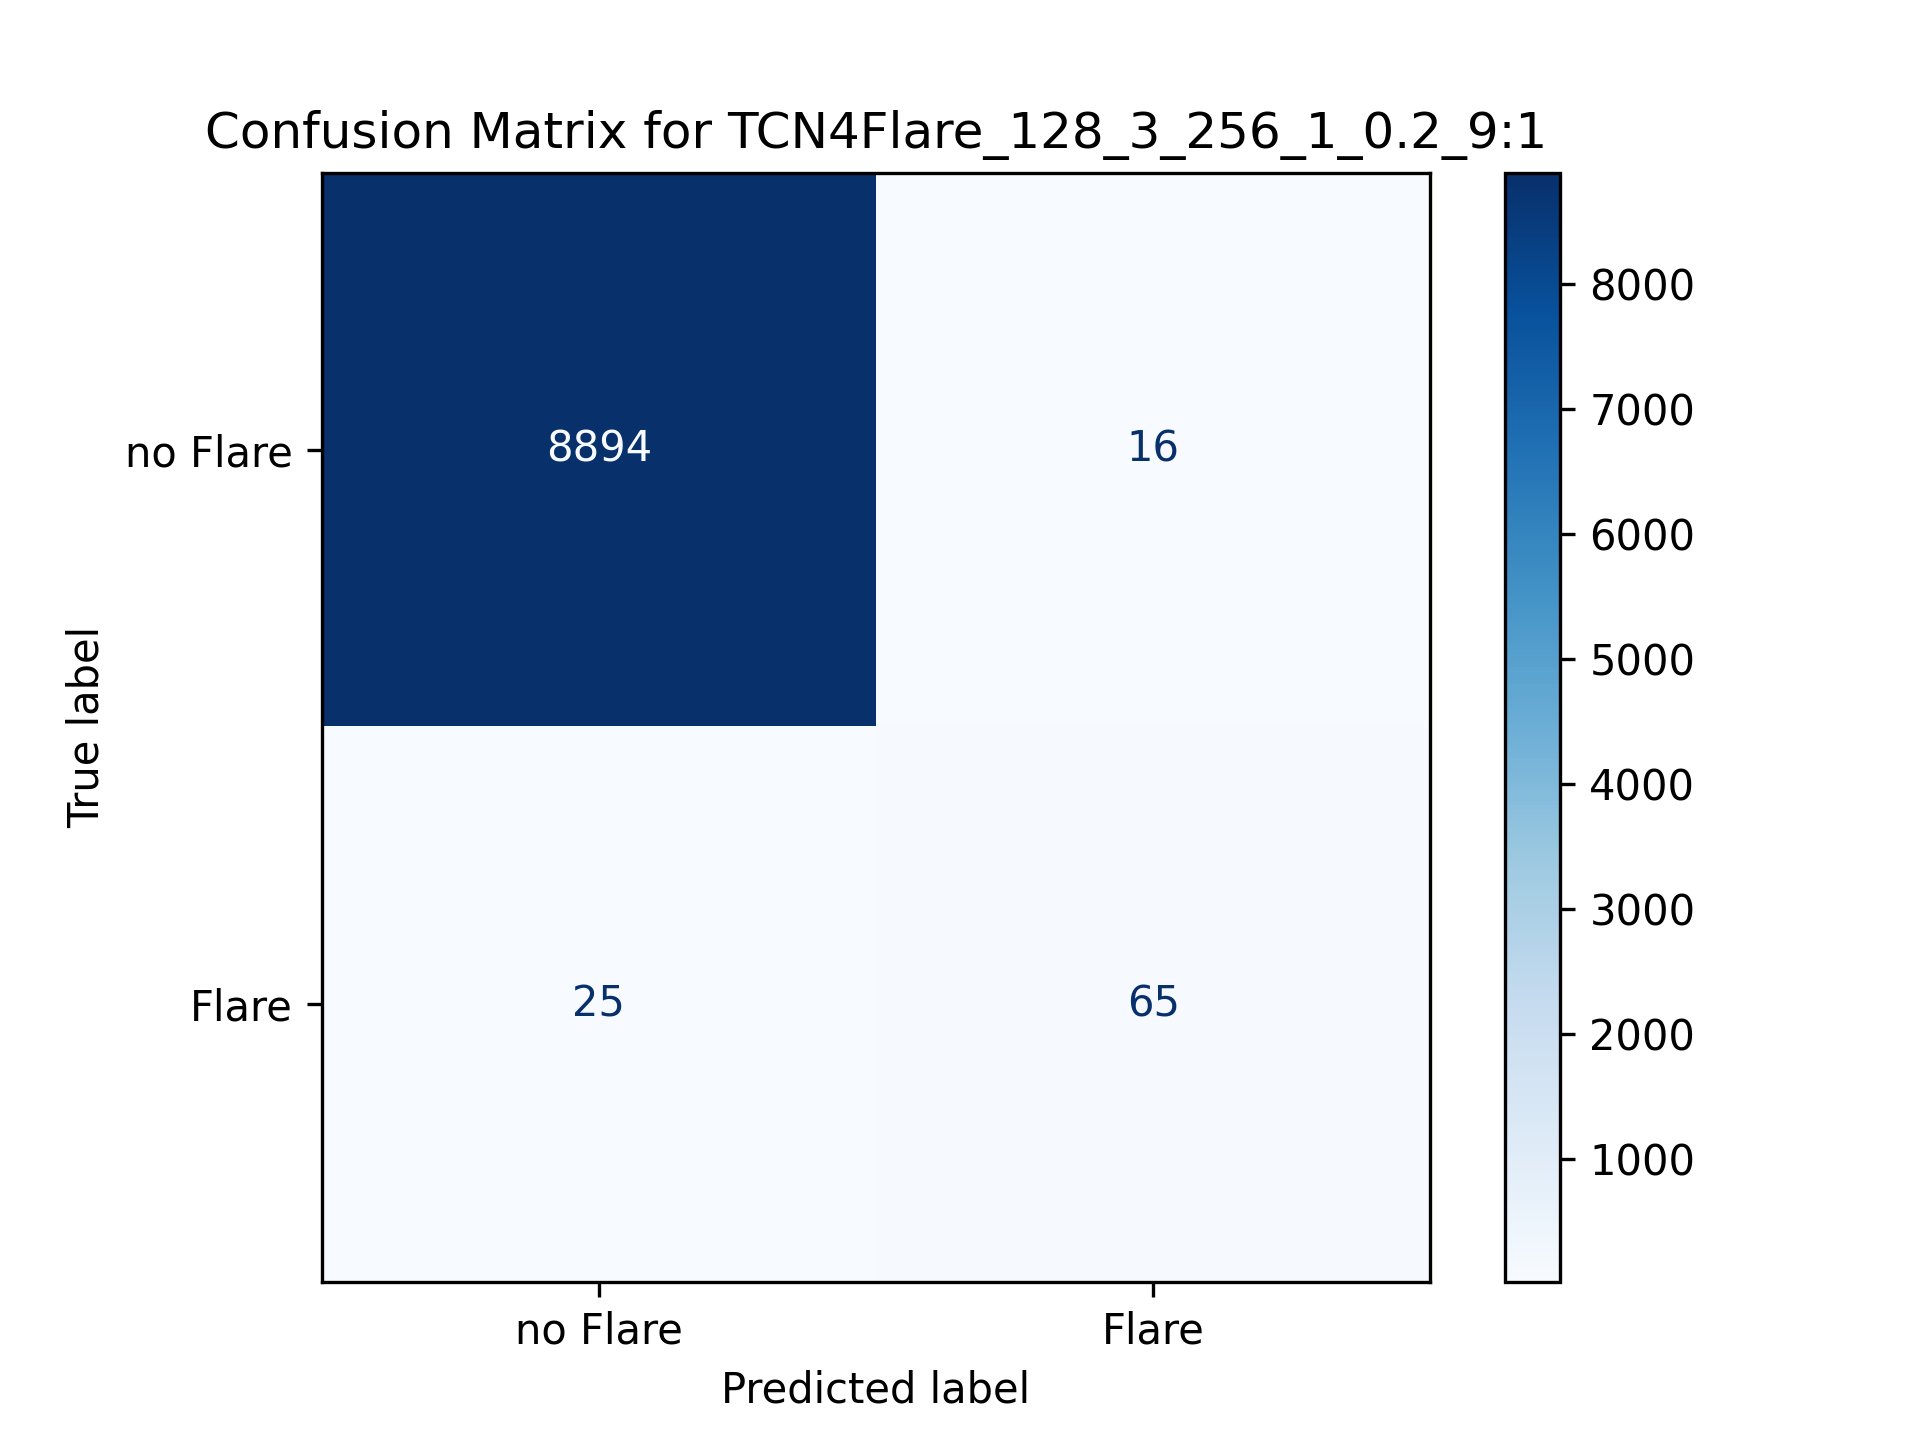 Confusion Matrix for TCN4Flare_128_3_256_1_0.2_9:1
True label
no Flare
8894
16
Flare
25
65
no Flare
Flare
Predicted label
8000
7000
6000
5000
4000
3000
2000
1000